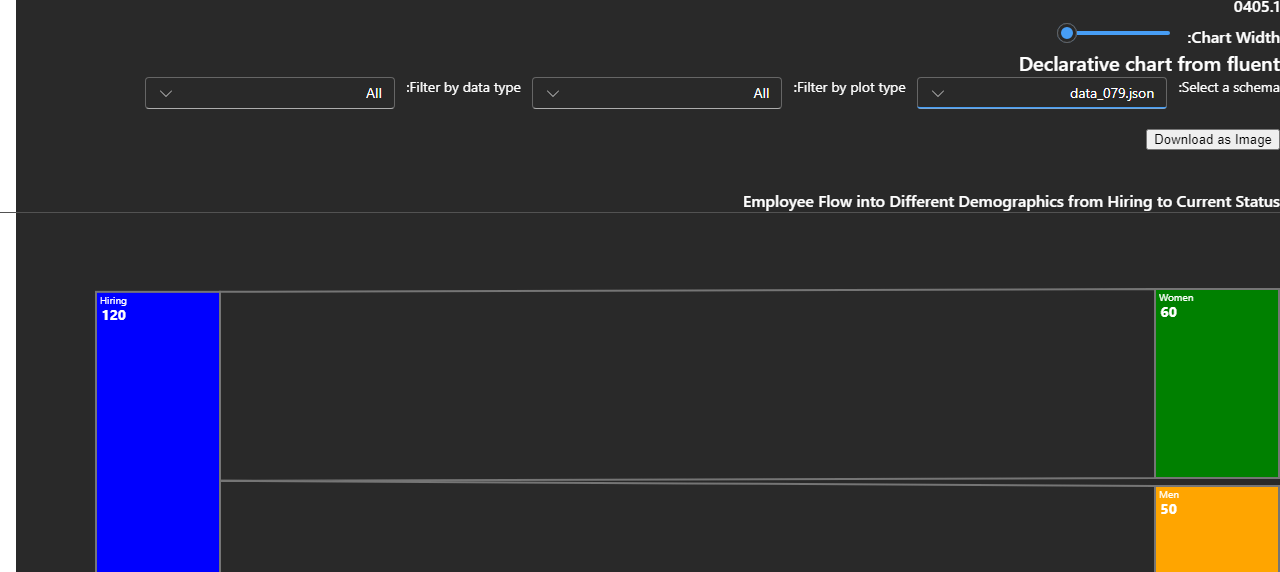 0405.1
:Chart Width
Declarative chart from fluent
:Select a schema
data_079.json
:Filter by plot type
All
:Filter by data type
All
Download as Image
Employee Flow into Different Demographics from Hiring to Current Status
Hiring
120
Women
60
Men
50